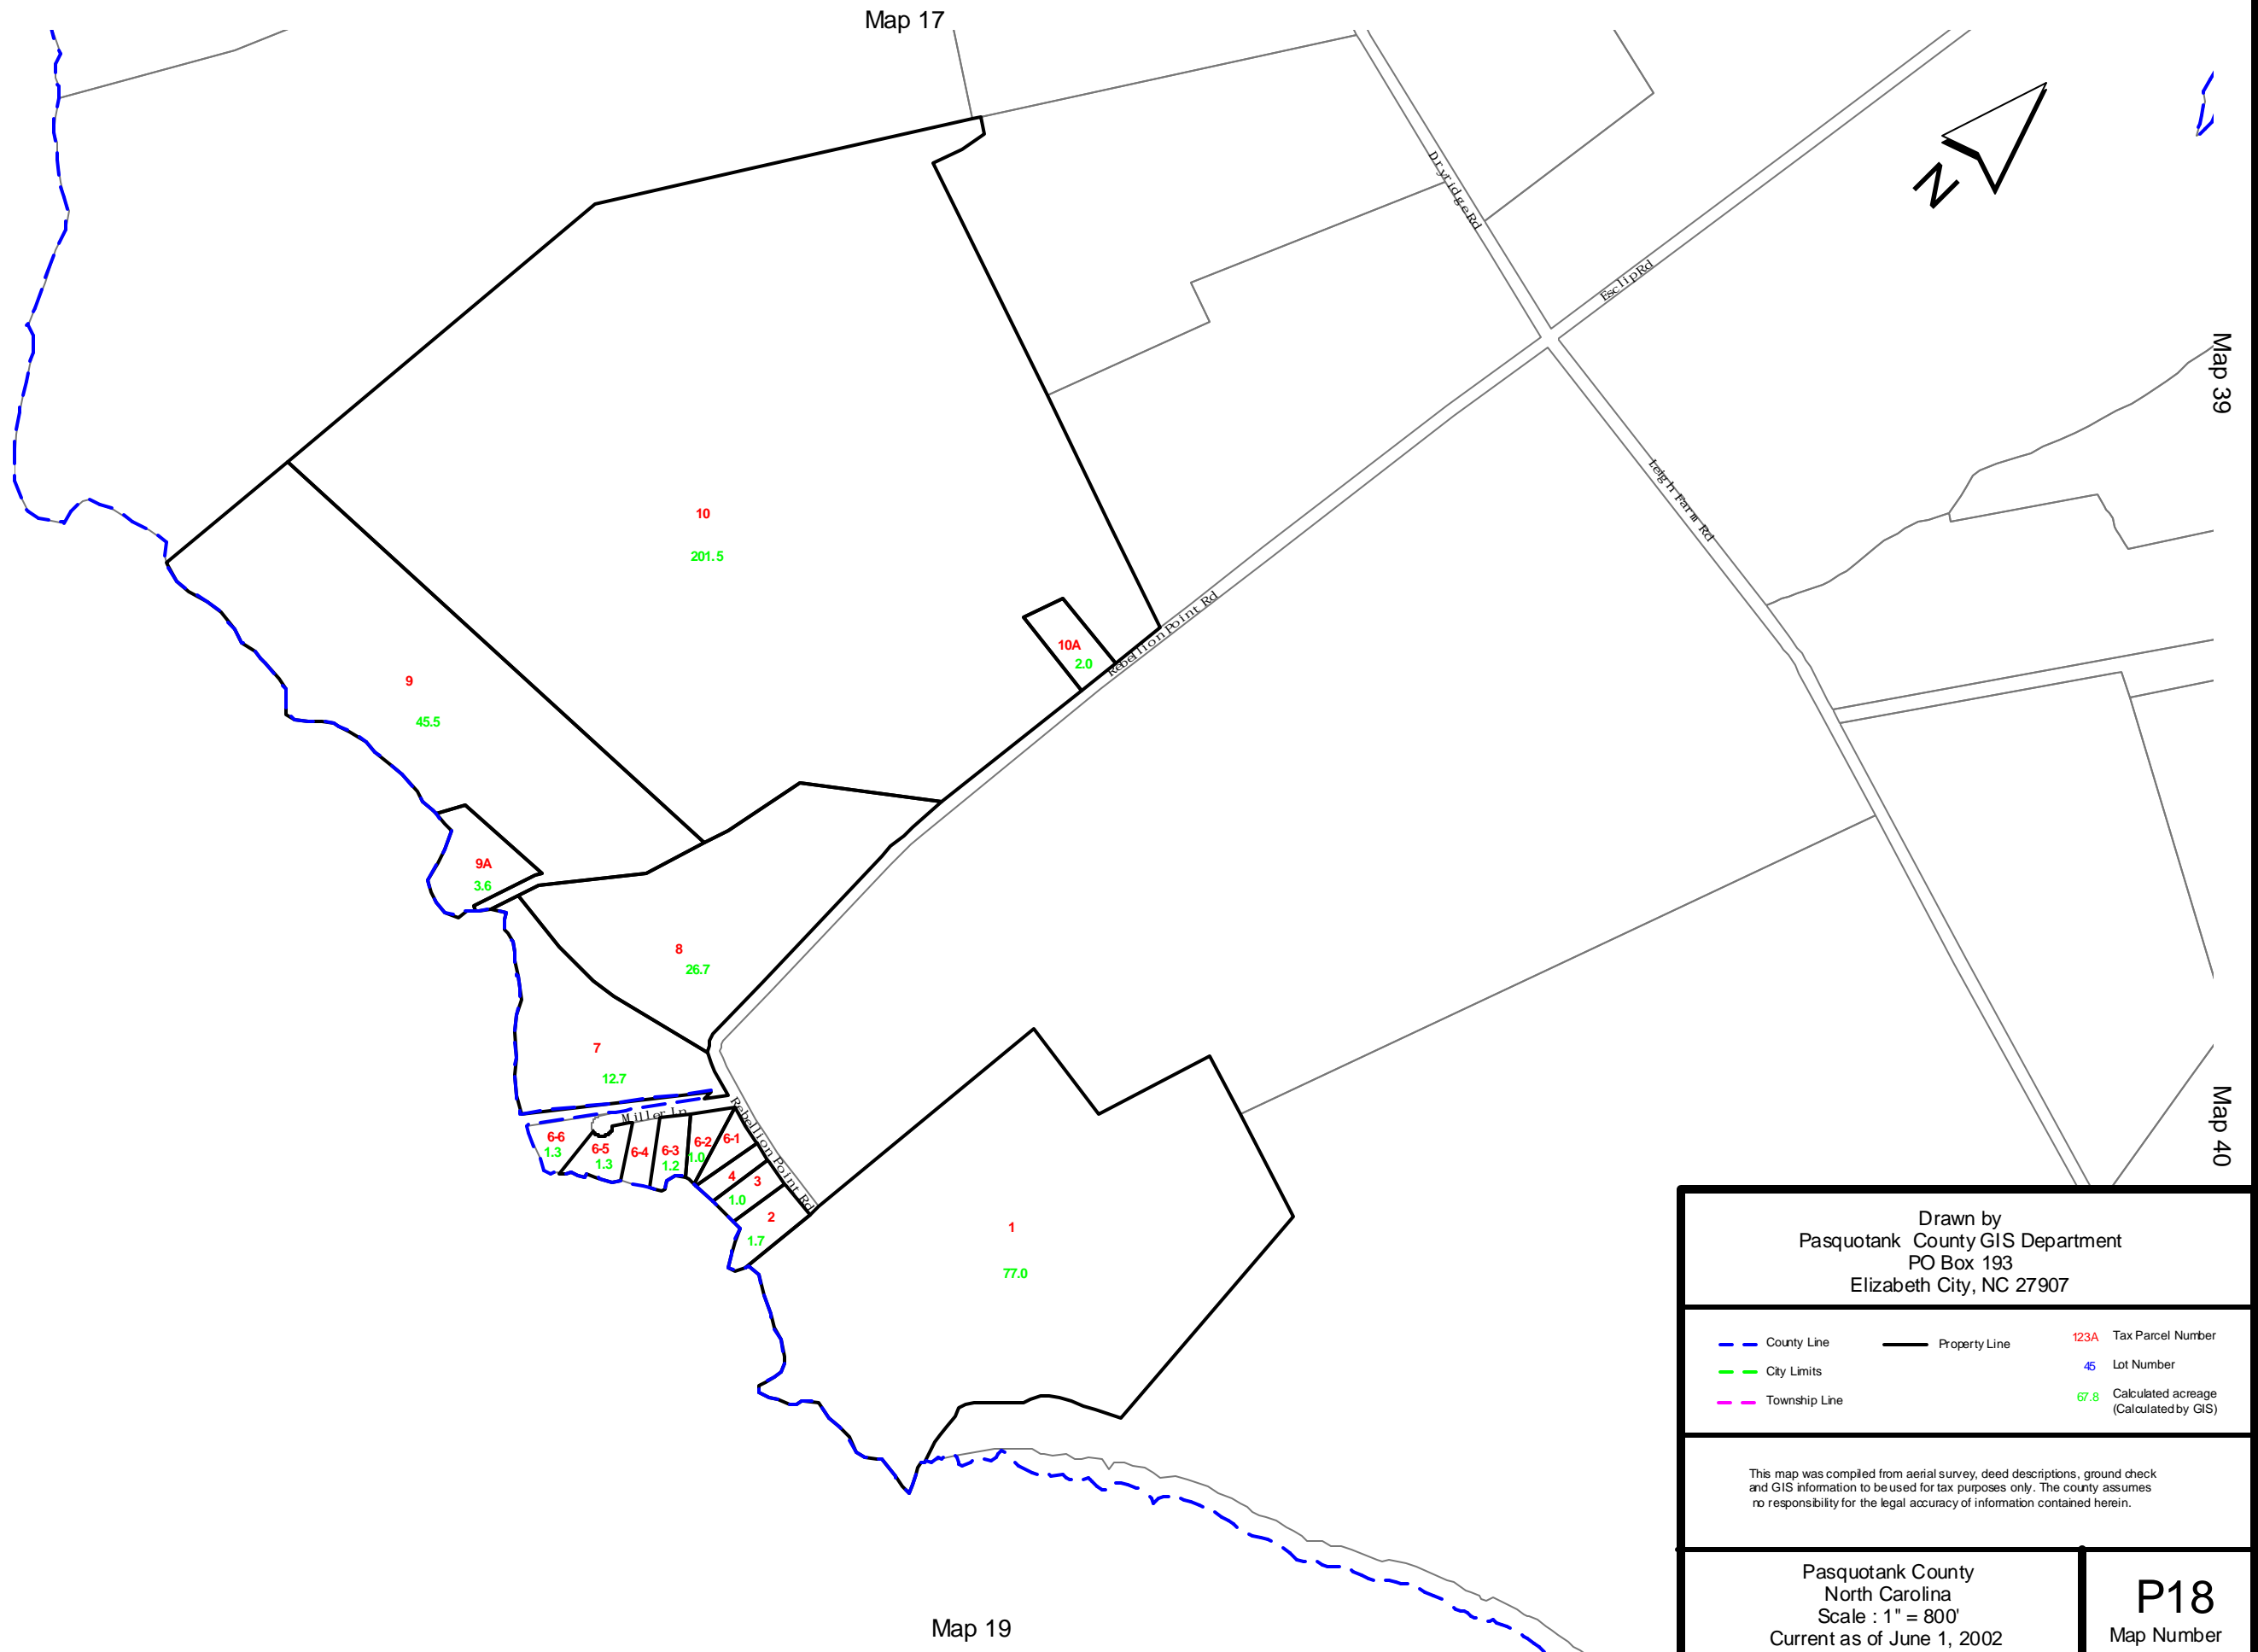 Map 17
N
Dryridge Rd
Esclip Rd
Map 39
Leigh Farm Rd
10
201.5
10A
2.0
Rebellion Point Rd
9
45.5
9A
3.6
8
26.7
7
12.7
Miller Ln
Rebellion Point Rd
6-6
1.3
6-5
1.3
6-4
6-3
1.2
6-2
1.0
6-1
4
3
1.0
2
1.7
1
77.0
Map 40
Map 19
Drawn by
Pasquotank County GIS Department
PO Box 193
Elizabeth City, NC 27907
County Line
City Limits
Township Line
Property Line
123A Tax Parcel Number
45 Lot Number
67.8 Calculated acreage
(Calculated by GIS)
This map was compiled from aerial survey, deed descriptions, ground check
and GIS information to be used for tax purposes only. The county assumes
no responsibility for the legal accuracy of information contained herein.
Pasquotank County
North Carolina
Scale : 1" = 800'
Current as of June 1, 2002
P18
Map Number